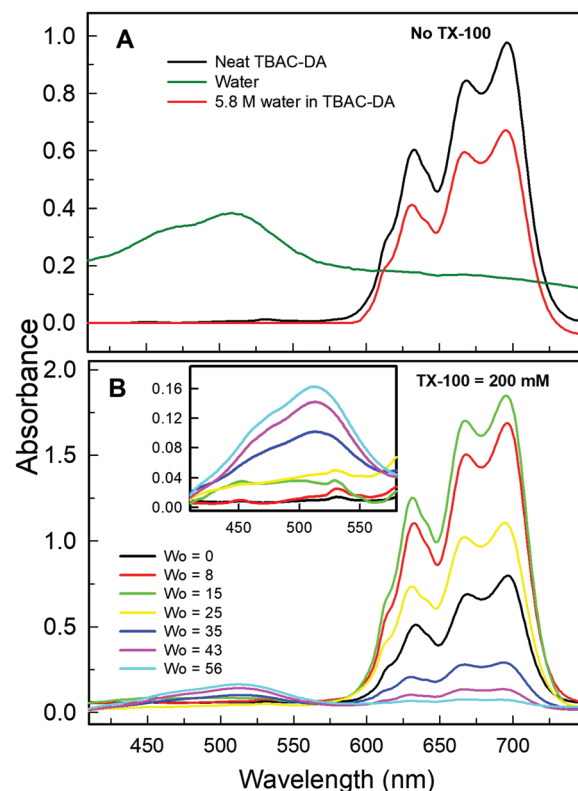 A
No TX-100
Neat TBAC-DA
Water
5.8 M water in TBAC-DA
1.0
0.8
0.6
0.4
0.2
0.0
B
TX-100 = 200 mM
2.0
1.5
1.0
0.5
0.0
0.16
0.12
0.08
0.04
0.00
450 500 550
Wo = 0
Wo = 8
Wo = 15
Wo = 25
Wo = 35
Wo = 43
Wo = 56
450 500 550 600 650 700
Absorbance
Wavelength (nm)